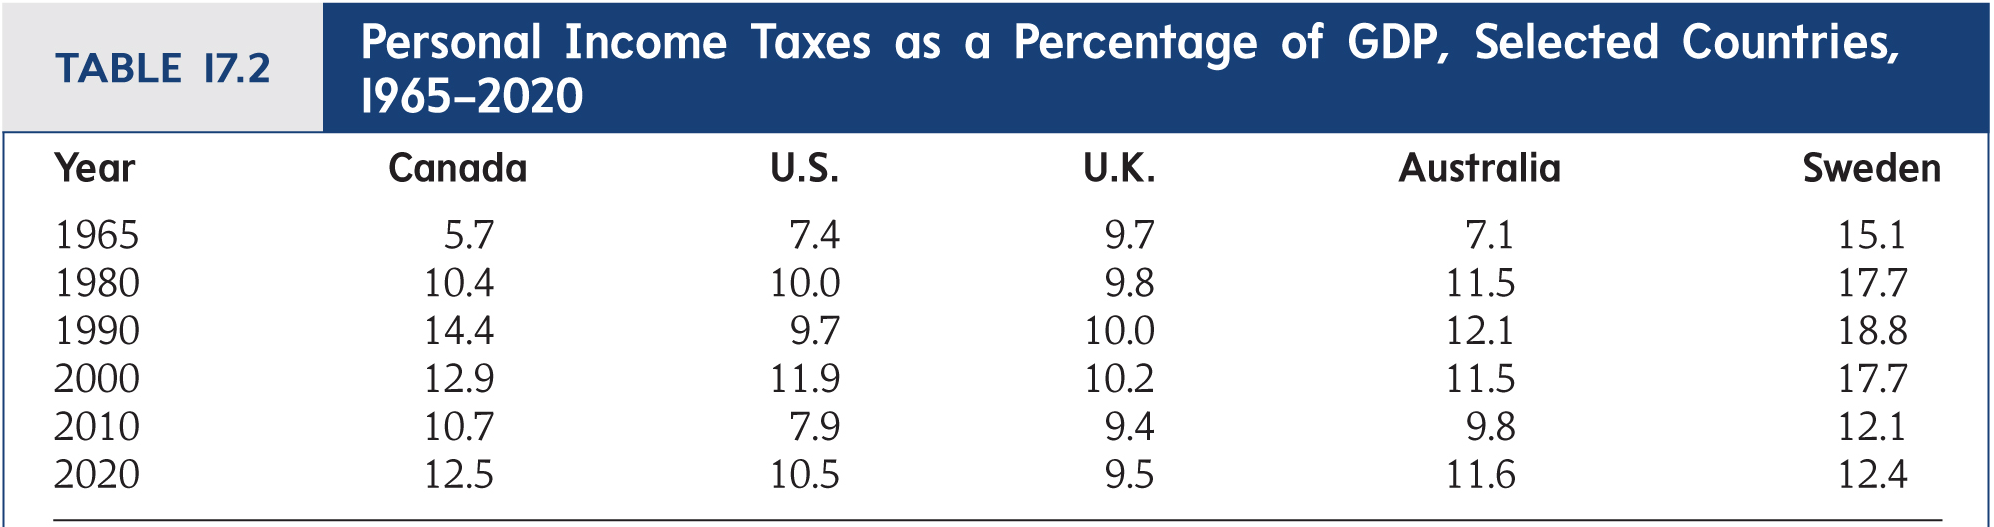 TABLE 17.2
Personal Income Taxes as a Percentage of GDP, Selected Countries,
1965–2020
Year Canada U.S. U.K. Australia Sweden
1965 5.7 7.4 9.7 7.1 15.1
1980 10.4 10.0 9.8 11.5 17.7
1990 14.4 9.7 10.0 12.1 18.8
2000 12.9 11.9 10.2 11.5 17.7
2010 10.7 7.9 9.4 9.8 12.1
2020 12.5 10.5 9.5 11.6 12.4